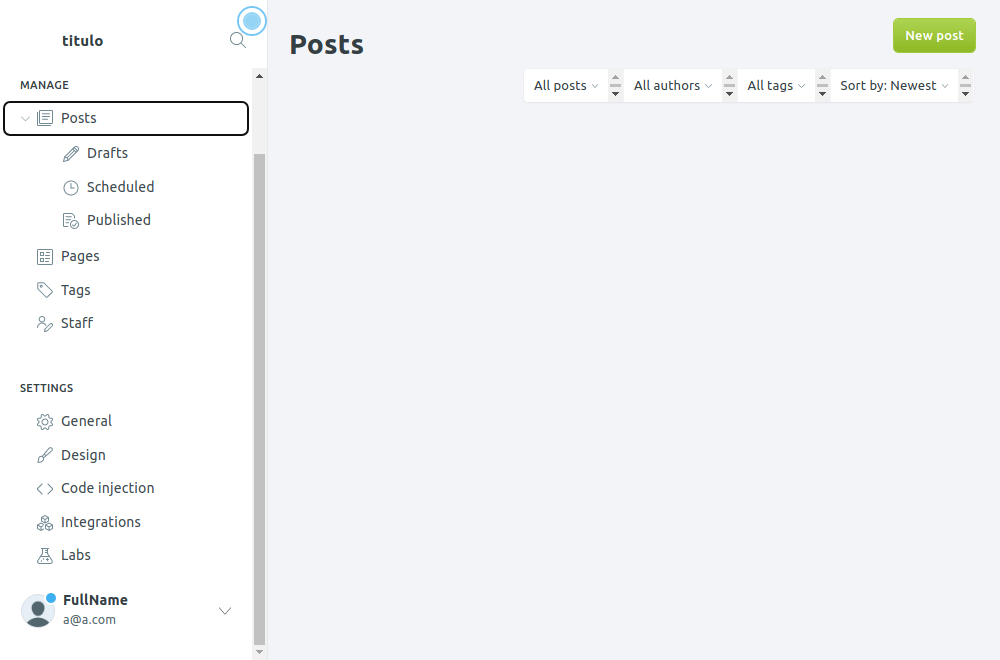 titulo
MANAGE
Posts
Drafts
Scheduled
Published
Pages
Tags
Staff
SETTINGS
General
Design
Code injection
Integrations
Labs
FullName
a@a.com
Posts
New post
All posts
All authors
All tags
Sort by: Newest